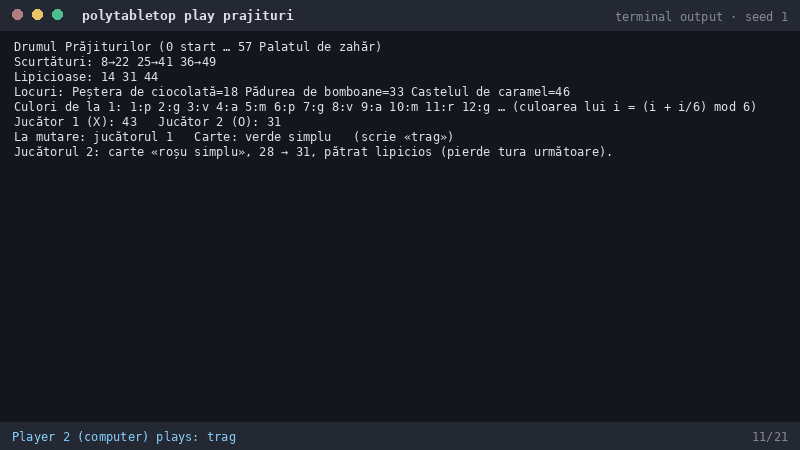 polytabletop play prajituri
terminal output · seed 1
Drumul Prăjiturilor (0 start … 57 Palatul de zahăr)
Scurtături: 8→22 25→41 36→49
Lipicioase: 14 31 44
Locuri: Peștera de ciocolată=18 Pădurea de bomboane=33 Castelul de caramel=46
Culori de la 1: 1:p 2:g 3:v 4:a 5:m 6:p 7:g 8:v 9:a 10:m 11:r 12:g … (culoarea lui i = (i + i/6) mod 6)
Jucător 1 (X): 43   Jucător 2 (O): 31
La mutare: jucătorul 1   Carte: verde simplu   (scrie «trag»)
Jucătorul 2: carte «roșu simplu», 28 → 31, pătrat lipicios (pierde tura următoare).
Player 2 (computer) plays: trag
11/21